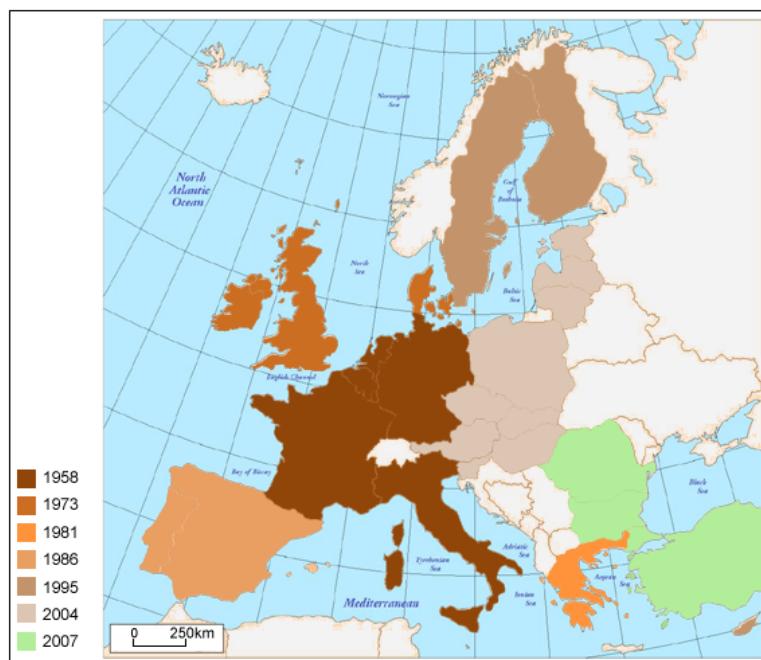 Norwegian
Sea
North
Atlantic
Ocean
Gulf
of
Bothnia
North
Sea
Baltic
Sea
English Channel
Bay of Biscay
Black
Sea
Adriatic
Sea
Tyrrhenian
Sea
Aegean
Sea
Ionian
Sea
Mediterranean
1958
1973
1981
1986
1995
2004
2007
0 250km